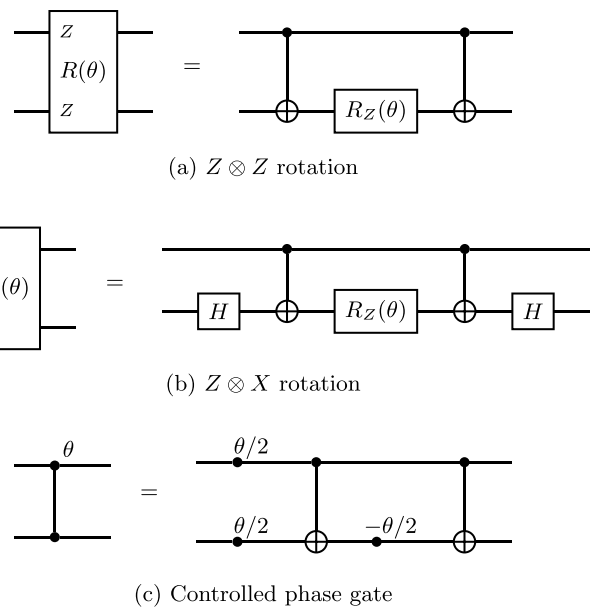 Z
R(θ)
Z
=
R_Z(θ)
(a) Z ⊗ Z rotation
(θ)
=
H
R_Z(θ)
H
(b) Z ⊗ X rotation
θ
=
θ/2
θ/2
−θ/2
(c) Controlled phase gate